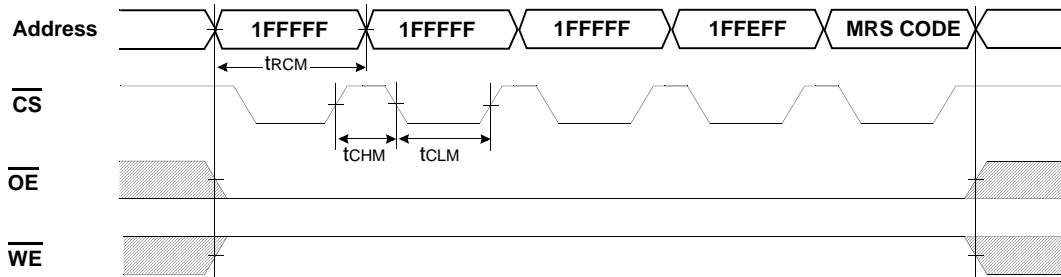 Address 1FFFFF 1FFFFF 1FFFFF 1FFEFF MRS CODE
tRCM
CS
tCHM tCLM
OE
WE